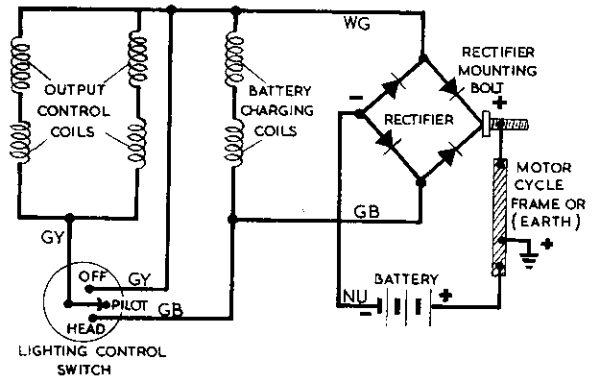 WG
RECTIFIER
MOUNTING
BOLT
OUTPUT
CONTROL
COILS
BATTERY
CHARGING
COILS
-
RECTIFIER
+
MOTOR
CYCLE
FRAME OR
(EARTH)
+
GY
GB
OFF
GY
PILOT
GB
HEAD
BATTERY
NU
-
+
LIGHTING CONTROL
SWITCH